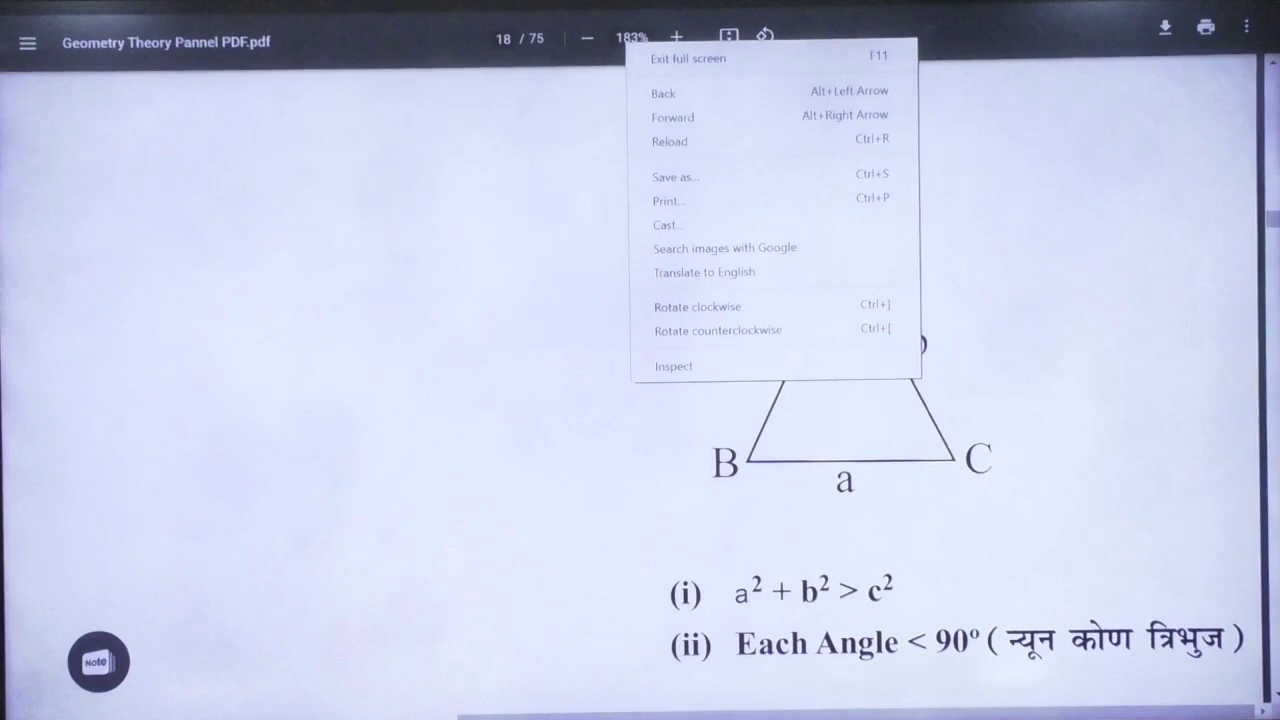 Geometry Theory Pannel PDF.pdf
18 / 75
183%
Exit full screen F11
Back Alt+Left Arrow
Forward Alt+Right Arrow
Reload Ctrl+R
Save as... Ctrl+S
Print... Ctrl+P
Cast...
Search images with Google
Translate to English
Rotate clockwise Ctrl+]
Rotate counterclockwise Ctrl+[
Inspect
B C
a
(i) a² + b² > c²
(ii) Each Angle < 90° ( न्यून कोण त्रिभुज )
Note